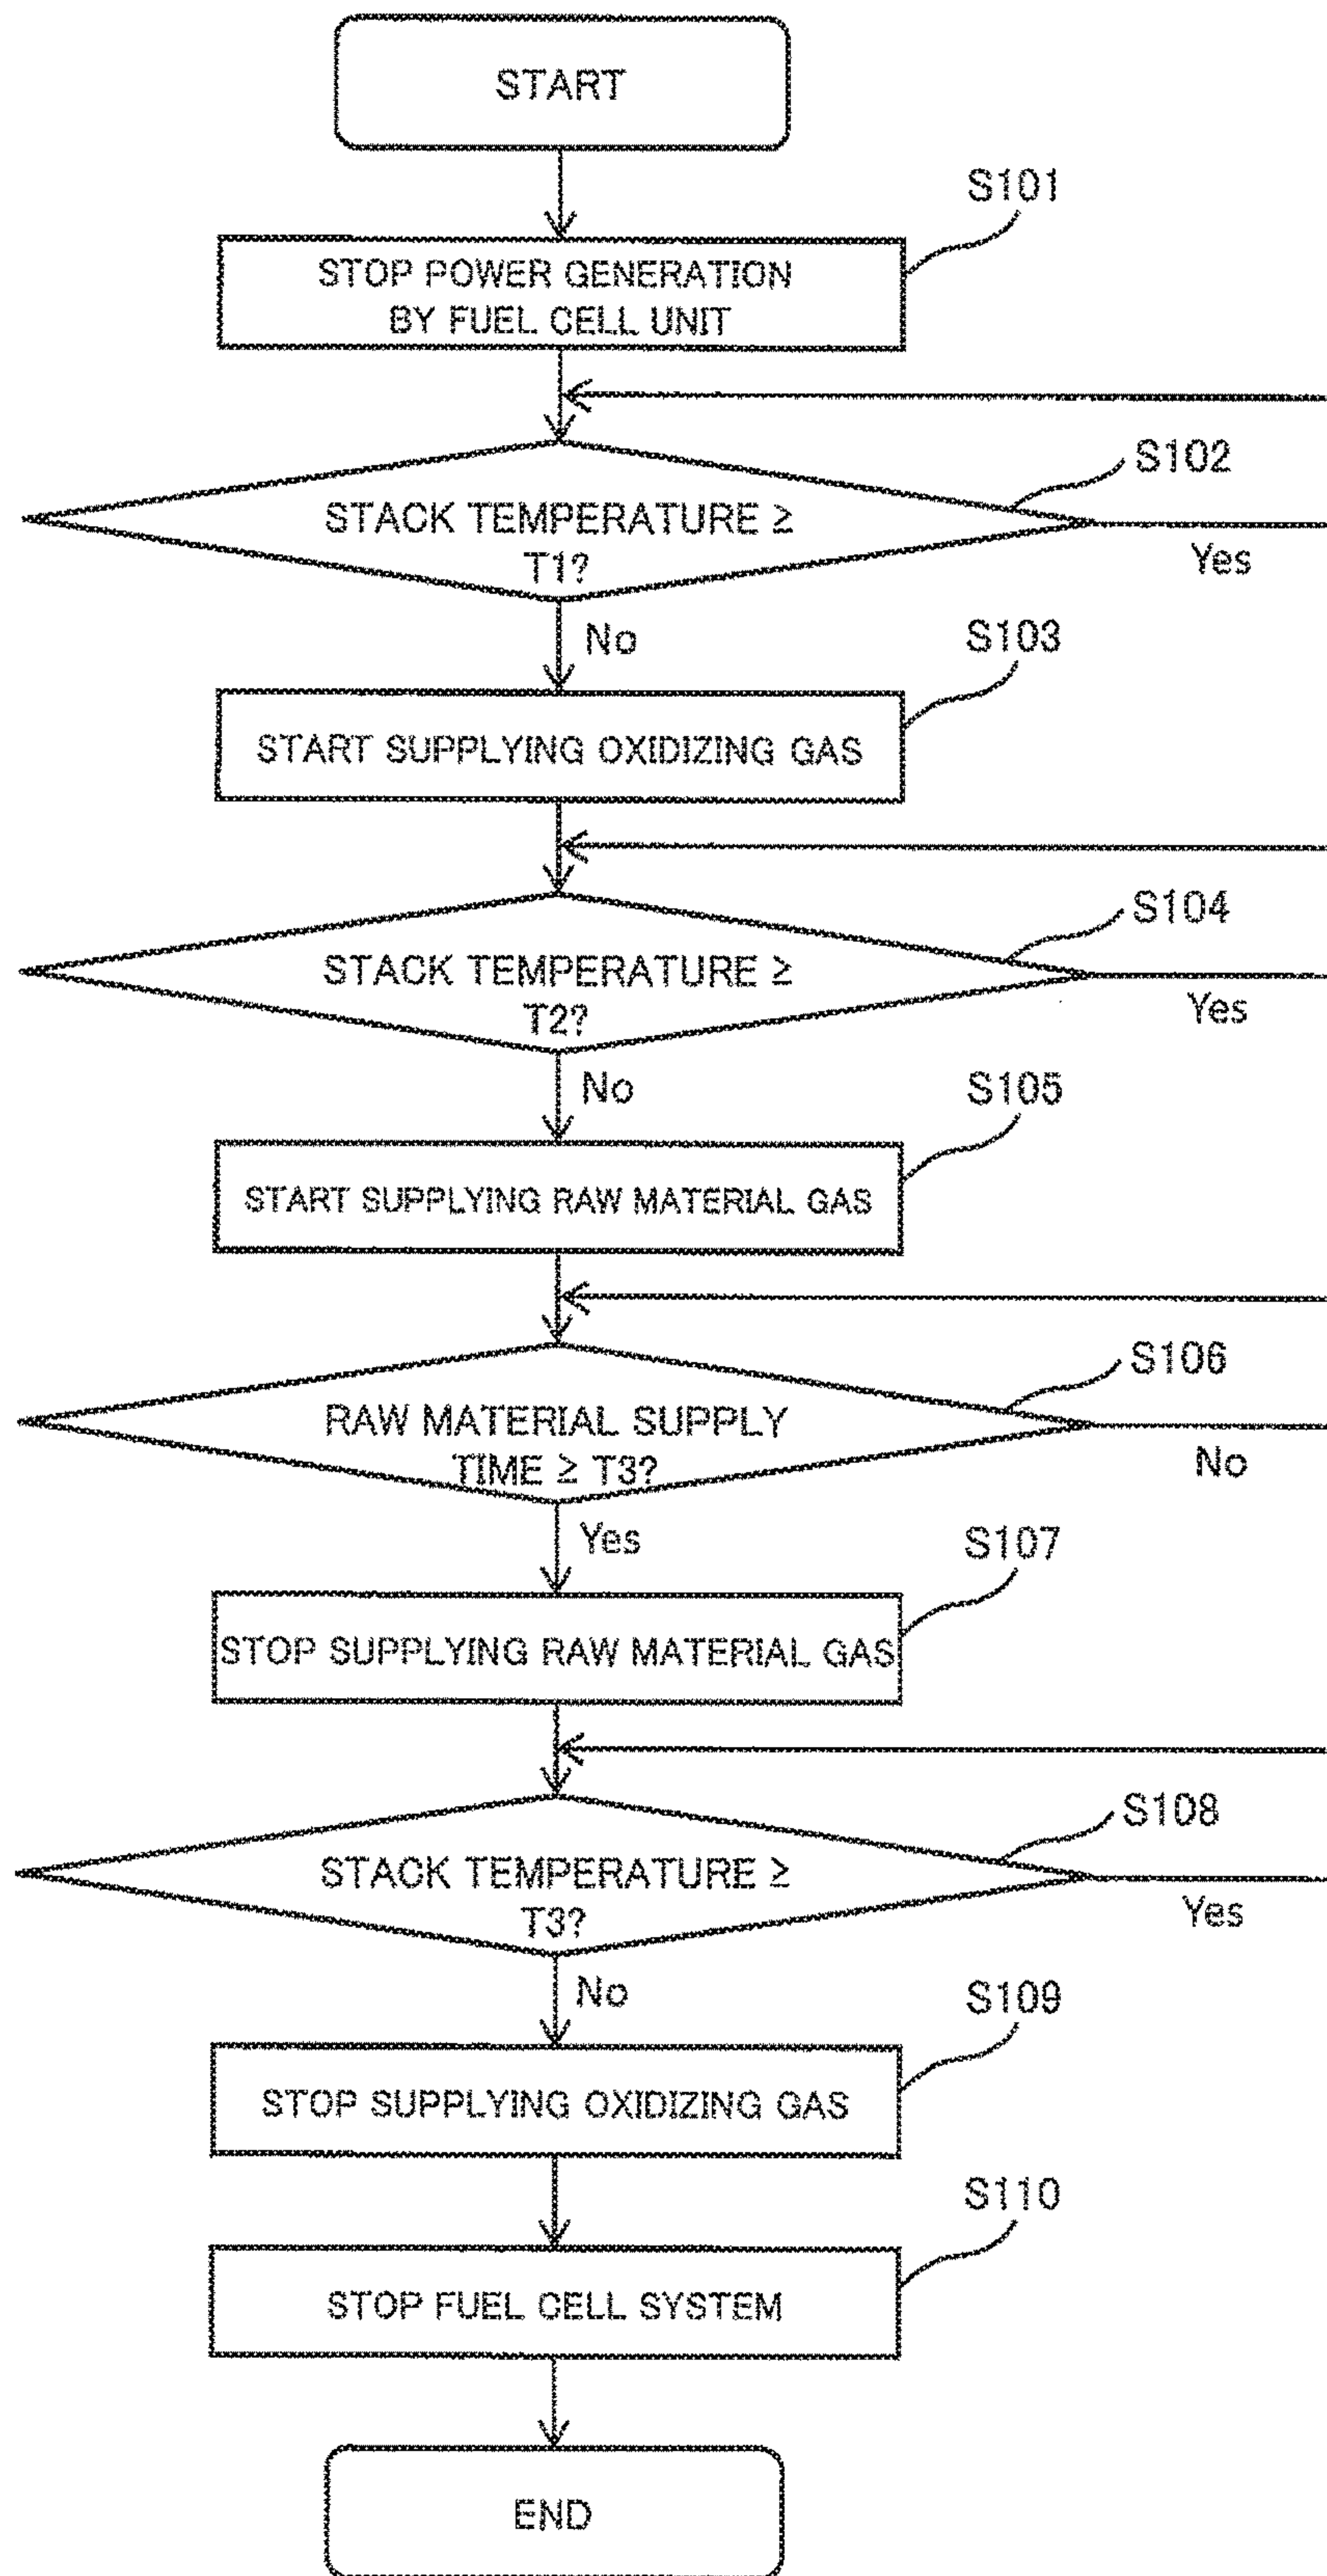 START
S101
STOP POWER GENERATION
BY FUEL CELL UNIT
S102
STACK TEMPERATURE ≥
T1?
Yes
No
S103
START SUPPLYING OXIDIZING GAS
S104
STACK TEMPERATURE ≥
T2?
Yes
No
S105
START SUPPLYING RAW MATERIAL GAS
S106
RAW MATERIAL SUPPLY
TIME ≥ T3?
No
Yes
S107
STOP SUPPLYING RAW MATERIAL GAS
S108
STACK TEMPERATURE ≥
T3?
Yes
No
S109
STOP SUPPLYING OXIDIZING GAS
S110
STOP FUEL CELL SYSTEM
END